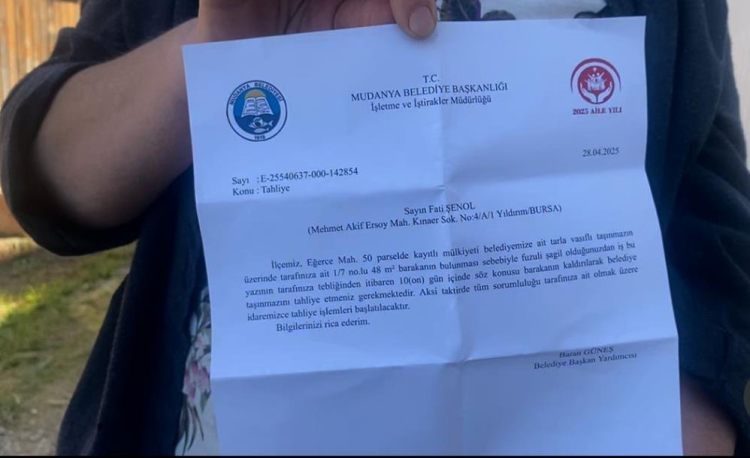 T.C.
MUDANYA BELEDİYE BAŞKANLIĞI
İşletme ve İştirakler Müdürlüğü
MUDANYA BELEDİYESİ
2025 AİLE YILI
28.04.2025
Sayı :E-25540637-000-142854
Konu : Tahliye
Sayın Fati ŞENOL
(Mehmet Akif Ersoy Mah. Kınaer Sok. No:4/A/1 Yıldırım/BURSA)
İlçemiz, Eğerce Mah. 50 parselde kayıtlı mülkiyeti belediyemize ait tarla vasıflı taşınmazın
üzerinde tarafınıza ait 1/7 no.lu 48 m² barakanın bulunması sebebiyle fuzuli şagil olduğunuzdan iş bu
yazının tarafınıza tebliğinden itibaren 10(on) gün içinde söz konusu barakanın kaldırılarak belediye
taşınmazını tahliye etmeniz gerekmektedir. Aksi taktirde tüm sorumluluğu tarafınıza ait olmak üzere
idaremizce tahliye işlemleri başlatılacaktır.
Bilgilerinizi rica ederim.
GÜNEŞ
Belediye Başkan Yardımcısı